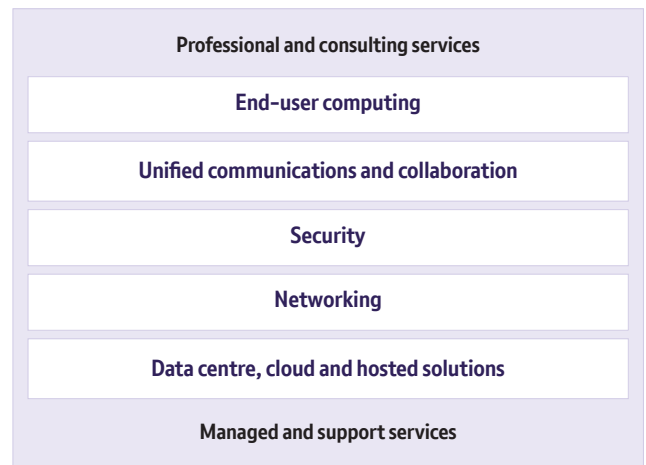 Professional and consulting services
End-user computing
Unified communications and collaboration
Security
Networking
Data centre, cloud and hosted solutions
Managed and support services